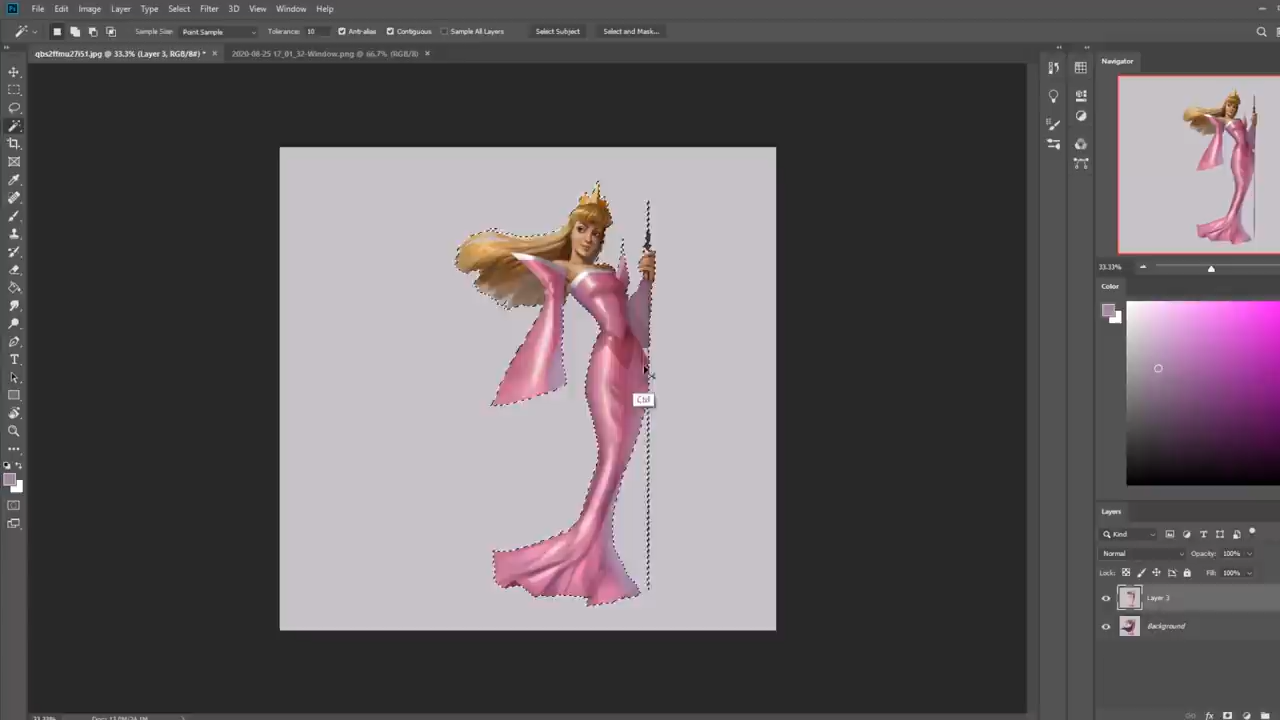 Ps File Edit Image Layer Type Select Filter 3D View Window Help
Sample Size: Point Sample Tolerance: 10 Anti-alias Contiguous Sample All Layers Select Subject Select and Mask...
qbs2ffmu27i51.jpg @ 33.3% (Layer 3, RGB/8#) * × 2020-08-25 17_01_32-Window.png @ 66.7% (RGB/8) ×
Navigator
33.33%
Color
Ctrl
Layers
Kind
Normal Opacity: 100%
Lock: Fill: 100%
Layer 3
Background
fx